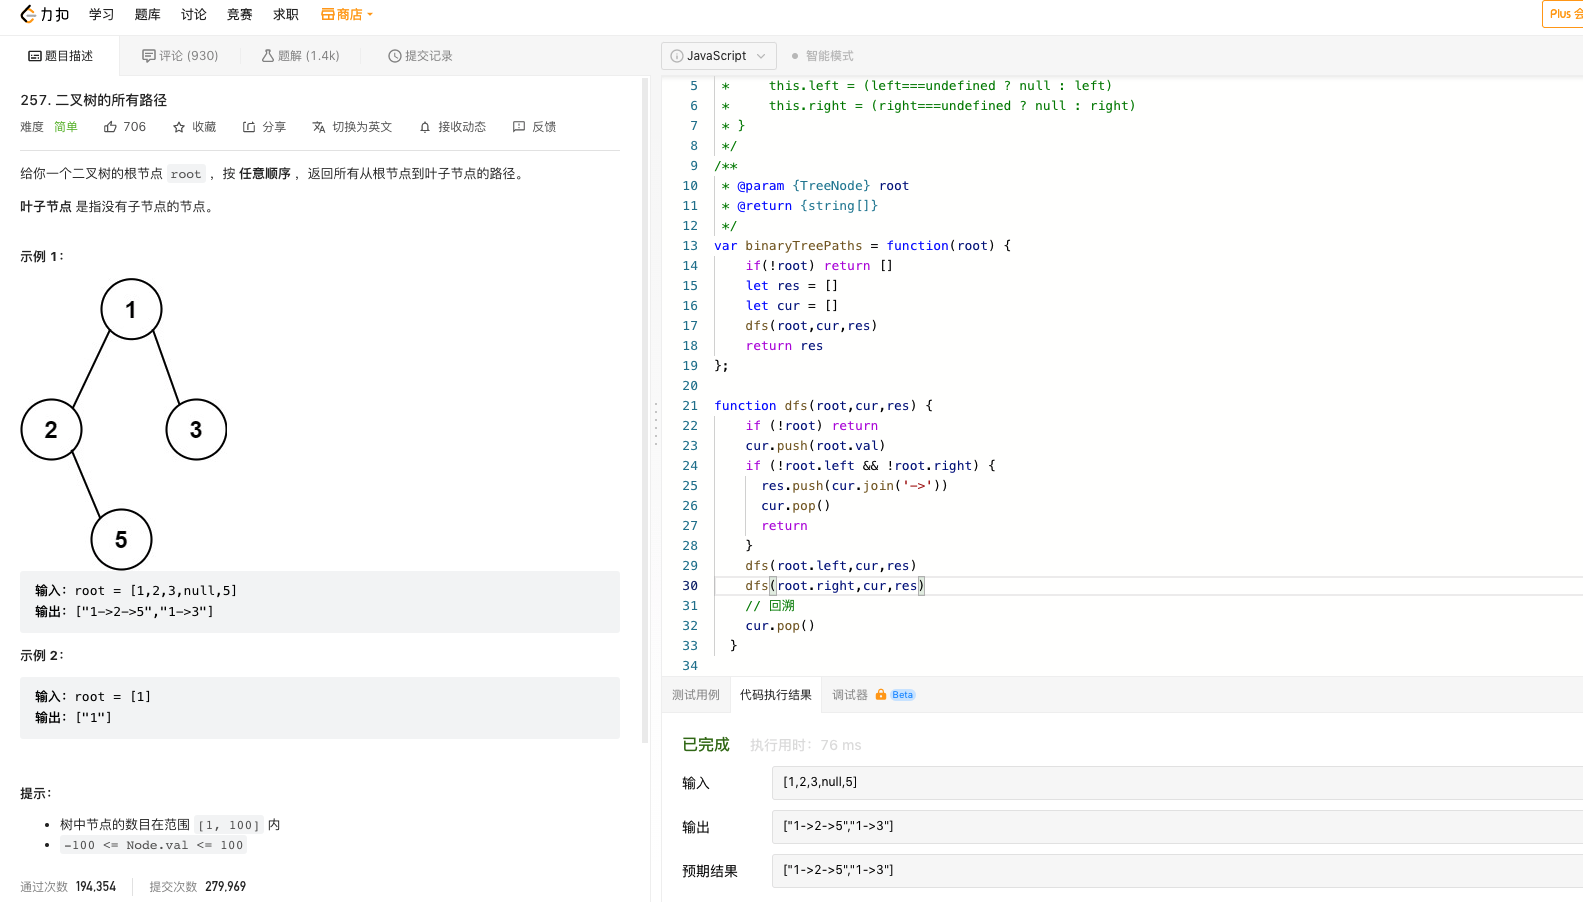 力扣 学习 题库 讨论 竞赛 求职 商店 Plus 会
题目描述 评论 (930) 题解 (1.4k) 提交记录
257. 二叉树的所有路径
难度 简单 706 收藏 分享 切换为英文 接收动态 反馈
给你一个二叉树的根节点 root ，按 任意顺序 ，返回所有从根节点到叶子节点的路径。
叶子节点 是指没有子节点的节点。
示例 1：
1
2 3
5
输入：root = [1,2,3,null,5]
输出：["1->2->5","1->3"]
示例 2：
输入：root = [1]
输出：["1"]
提示：
• 树中节点的数目在范围 [1, 100] 内
• -100 <= Node.val <= 100
通过次数 194,354 提交次数 279,969
JavaScript 智能模式
5 *     this.left = (left===undefined ? null : left)
6 *     this.right = (right===undefined ? null : right)
7 * }
8 */
9 /**
10 * @param {TreeNode} root
11 * @return {string[]}
12 */
13 var binaryTreePaths = function(root) {
14     if(!root) return []
15     let res = []
16     let cur = []
17     dfs(root,cur,res)
18     return res
19 };
20
21 function dfs(root,cur,res) {
22     if (!root) return
23     cur.push(root.val)
24     if (!root.left && !root.right) {
25       res.push(cur.join('->'))
26       cur.pop()
27       return
28     }
29     dfs(root.left,cur,res)
30     dfs(root.right,cur,res)
31     // 回溯
32     cur.pop()
33   }
34
测试用例 代码执行结果 调试器 Beta
已完成 执行用时：76 ms
输入 [1,2,3,null,5]
输出 ["1->2->5","1->3"]
预期结果 ["1->2->5","1->3"]